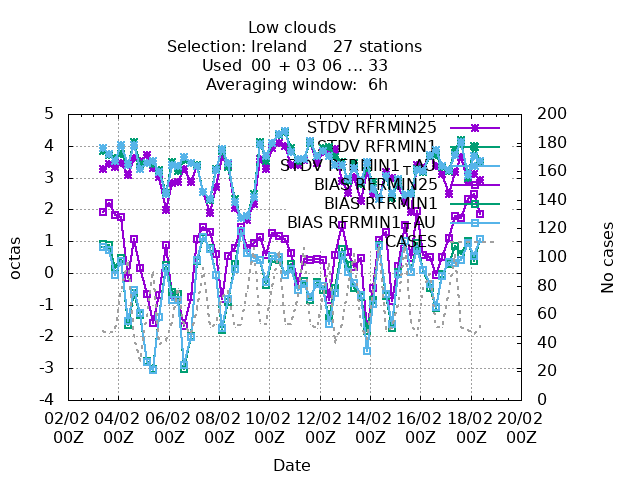 Low clouds
Selection: Ireland 27 stations
Used 00 + 03 06 ... 33
Averaging window: 6h
5 200
STDV RFRMIN25
4 180
STDV RFRMIN1
3 160
STDV RFRMIN1_AU
BIAS RFRMIN25
2 140
BIAS RFRMIN1
BIAS RFRMIN1_AU
1 120
CASES
0 100
-1 80
-2 60
-3 40
20
-4 0
octas
No cases
02/02 04/02 06/02 08/02 10/02 12/02 14/02 16/02 18/02 20/02
00Z 00Z 00Z 00Z 00Z 00Z 00Z 00Z 00Z 00Z
Date